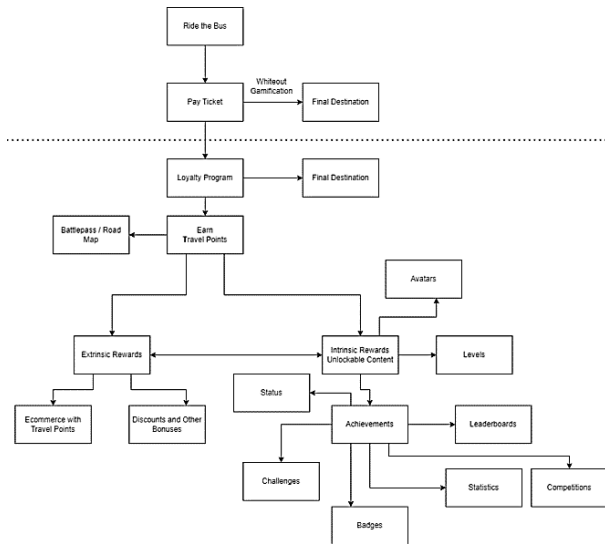 Ride the Bus
Whiteout
Gamification
Pay Ticket
Final Destination
Loyalty Program
Final Destination
Battlepass / Road
Map
Earn
Travel Points
Avatars
Extrinsic Rewards
Intrinsic Rewards
Unlockable Content
Levels
Status
Ecommerce with
Travel Points
Discounts and Other
Bonuses
Achievements
Leaderboards
Challenges
Statistics
Competitions
Badges